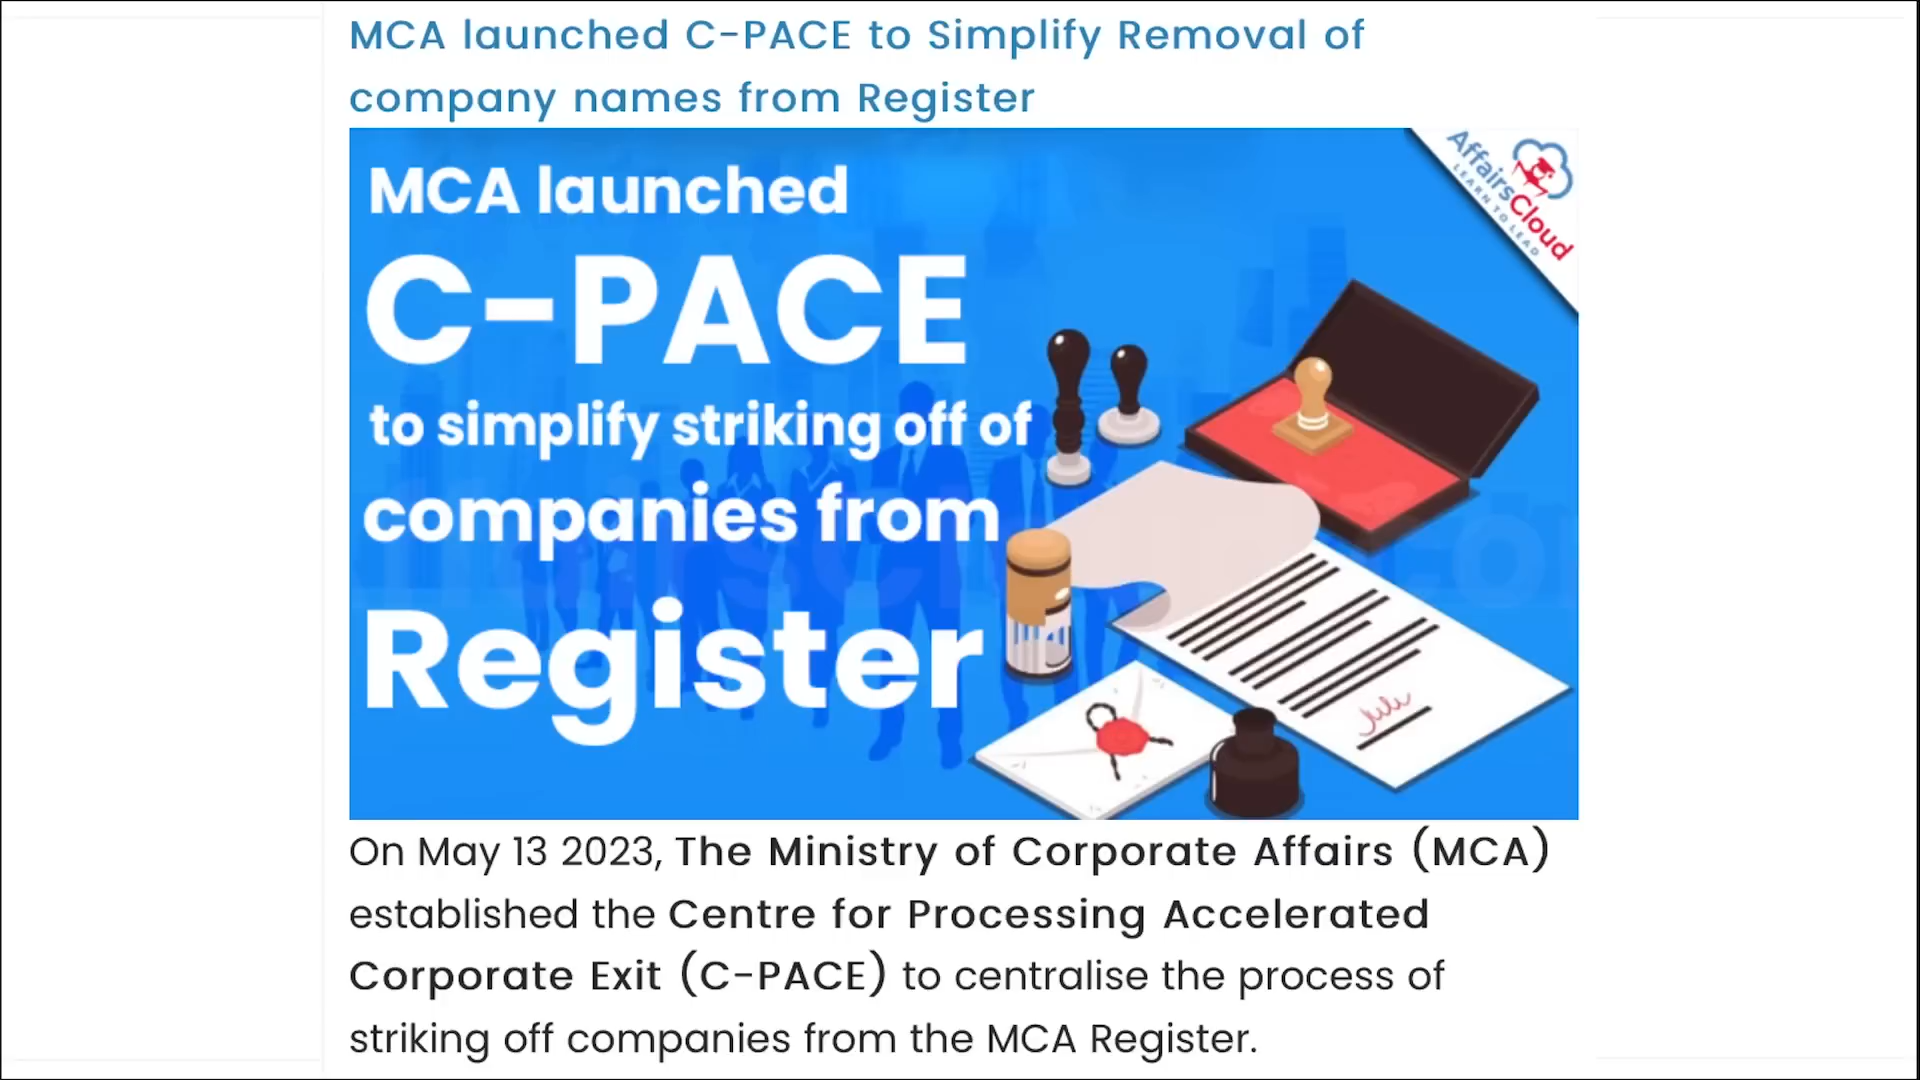 MCA launched C-PACE to Simplify Removal of
company names from Register
MCA launched
C-PACE
to simplify striking off of
companies from
Register
AffairsCloud
LEARN TO LEAD
On May 13 2023, The Ministry of Corporate Affairs (MCA)
established the Centre for Processing Accelerated
Corporate Exit (C-PACE) to centralise the process of
striking off companies from the MCA Register.